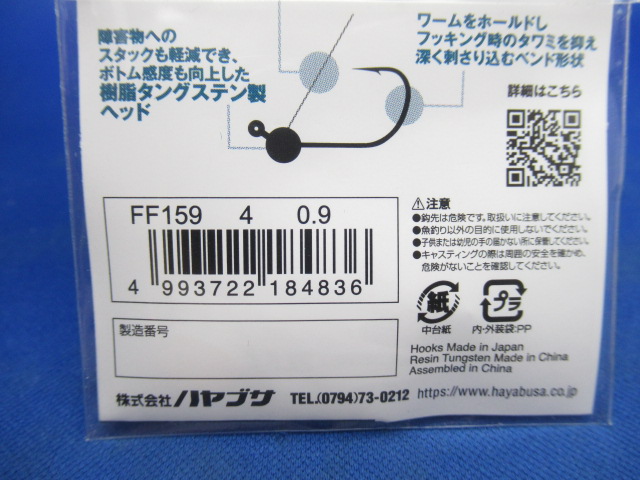 障害物への
スタックも軽減でき、
ボトム感度も向上した
樹脂タングステン製
ヘッド
ワームをホールドし
フッキング時のタワミを抑え
深く刺さり込むベンド形状
詳細はこちら
FF159 4 0.9
4 993722 184836
製造番号
⚠注意
●鈎先は危険です。取扱いに注意してください。
●魚釣り以外の目的に使用しないでください。
●子供または幼児の手の届かない所に保管してください。
●キャスティングの際は周囲の安全を確かめ、
危険がないことを確認してください。
紙
中台紙
プラ
内・外装袋:PP
Hooks Made in Japan
Resin Tungsten Made in China
Assembled in China
株式会社ハヤブサ TEL.(0794)73-0212 https://www.hayabusa.co.jp